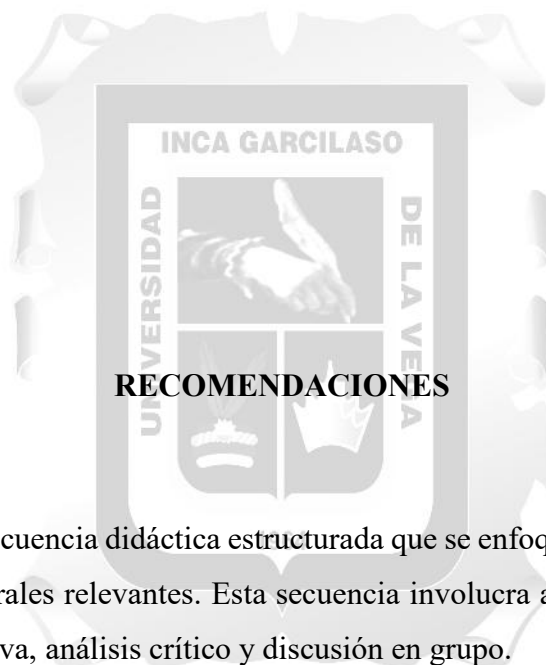 INCA GARCILASO
UNIVERSIDAD
DE LA VEGA
RECOMENDACIONES
cuencia didáctica estructurada que se enfoq
rales relevantes. Esta secuencia involucra a
va, análisis crítico y discusión en grupo.